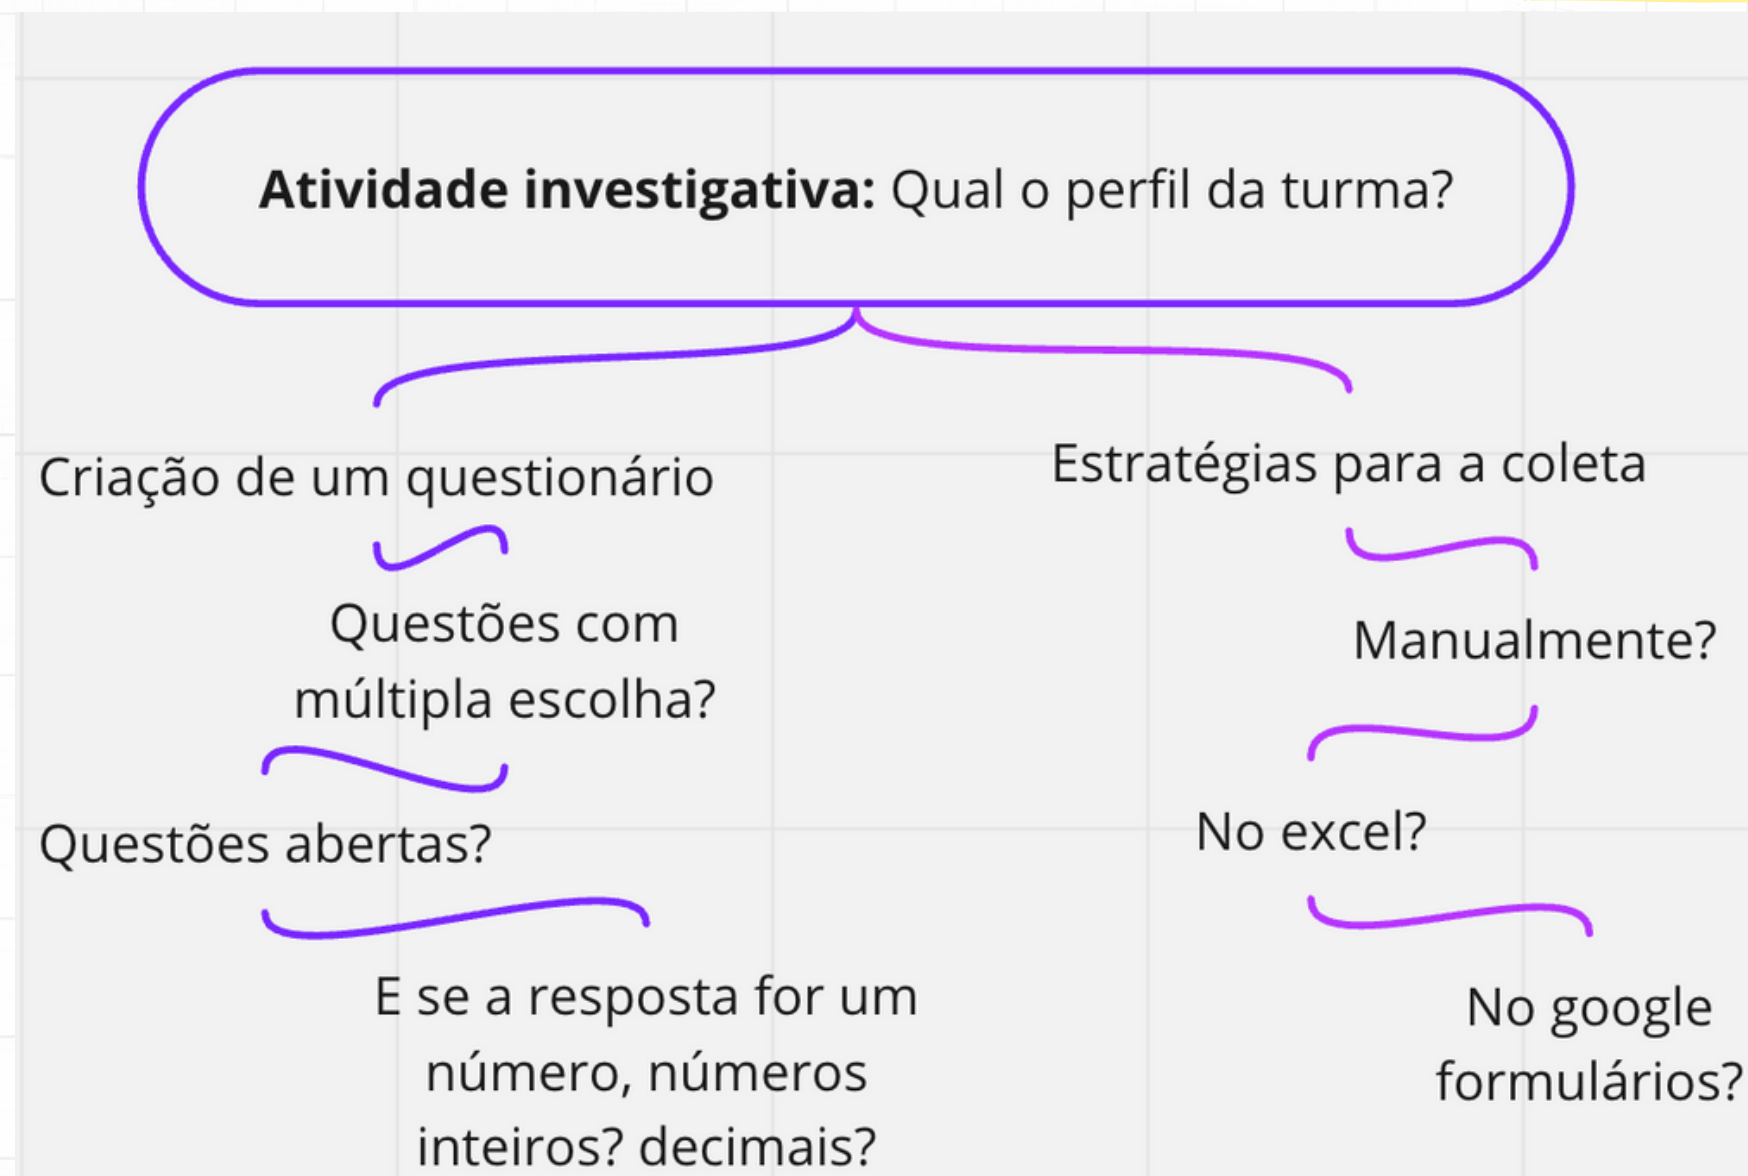 Atividade investigativa: Qual o perfil da turma?
Criação de um questionário
Questões com
múltipla escolha?
Questões abertas?
E se a resposta for um
número, números
inteiros? decimais?
Estratégias para a coleta
Manualmente?
No excel?
No google
formulários?